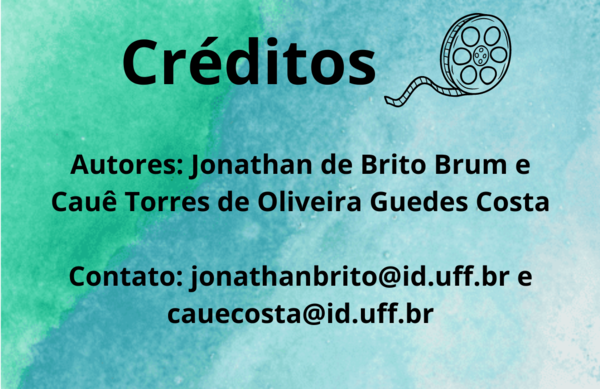 Créditos
Autores: Jonathan de Brito Brum e
Cauê Torres de Oliveira Guedes Costa
Contato: jonathanbrito@id.uff.br e
cauecosta@id.uff.br